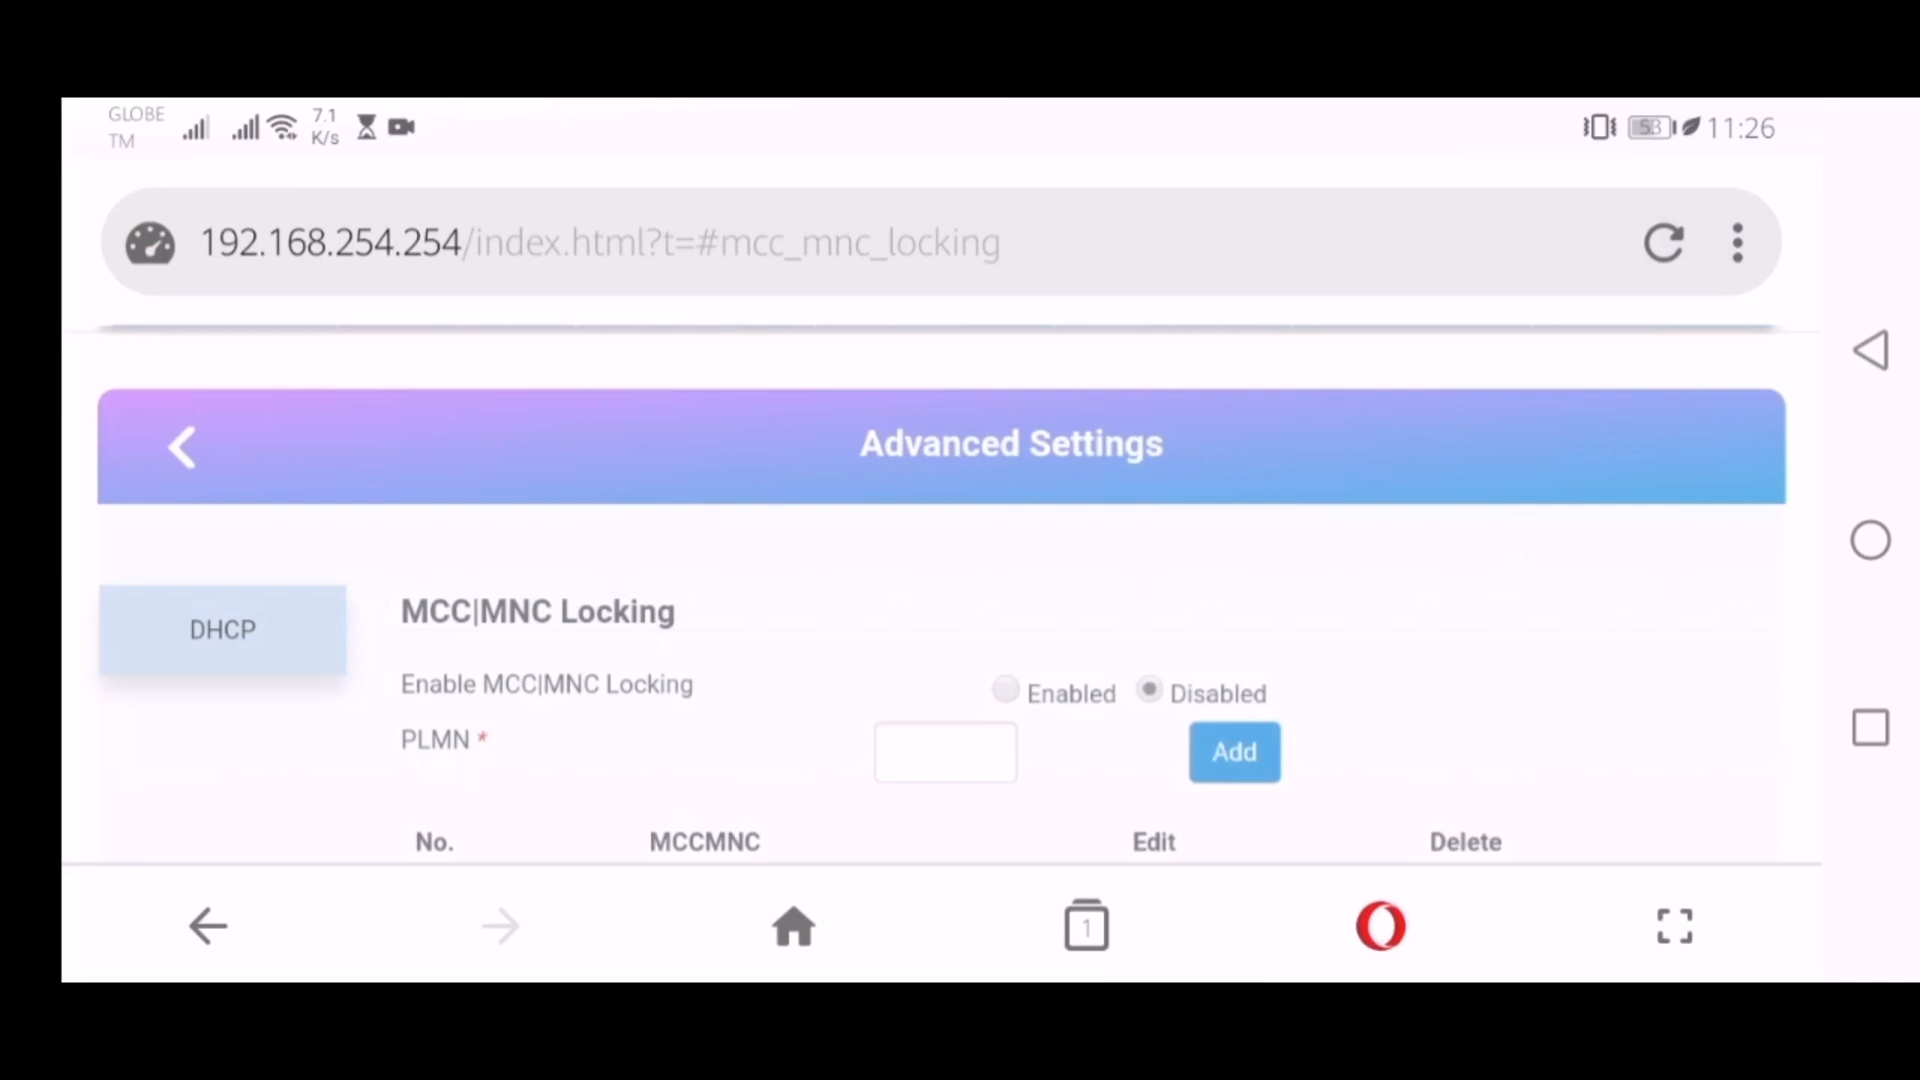 GLOBE
TM
7.1
K/s
53
11:26
192.168.254.254/index.html?t=#mcc_mnc_locking
Advanced Settings
DHCP
MCC|MNC Locking
Enable MCC|MNC Locking
Enabled
Disabled
PLMN *
Add
No.
MCCMNC
Edit
Delete
1